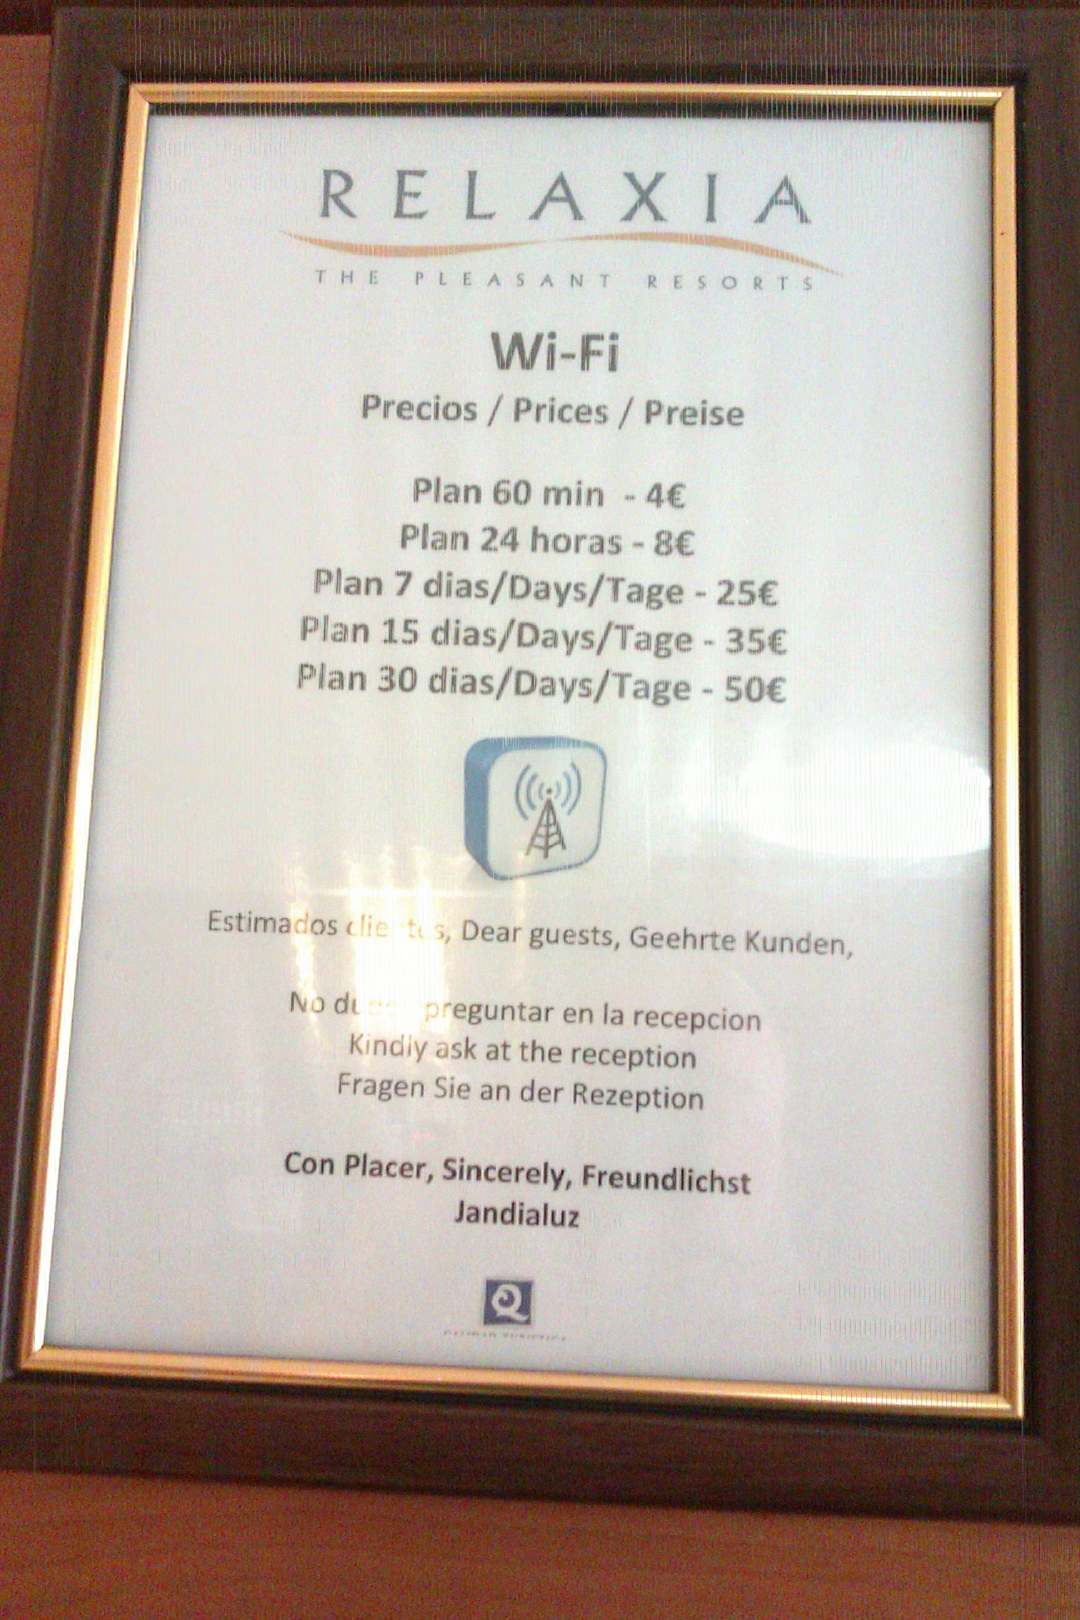 RELAXIA
THE PLEASANT RESORTS
Wi-Fi
Precios / Prices / Preise
Plan 60 min - 4€
Plan 24 horas - 8€
Plan 7 dias/Days/Tage - 25€
Plan 15 dias/Days/Tage - 35€
Plan 30 dias/Days/Tage - 50€
Estimados clientes, Dear guests, Geehrte Kunden,
No preguntar en la recepcion
Kindly ask at the reception
Fragen Sie an der Rezeption
Con Placer, Sincerely, Freundlichst
Jandialuz
Q